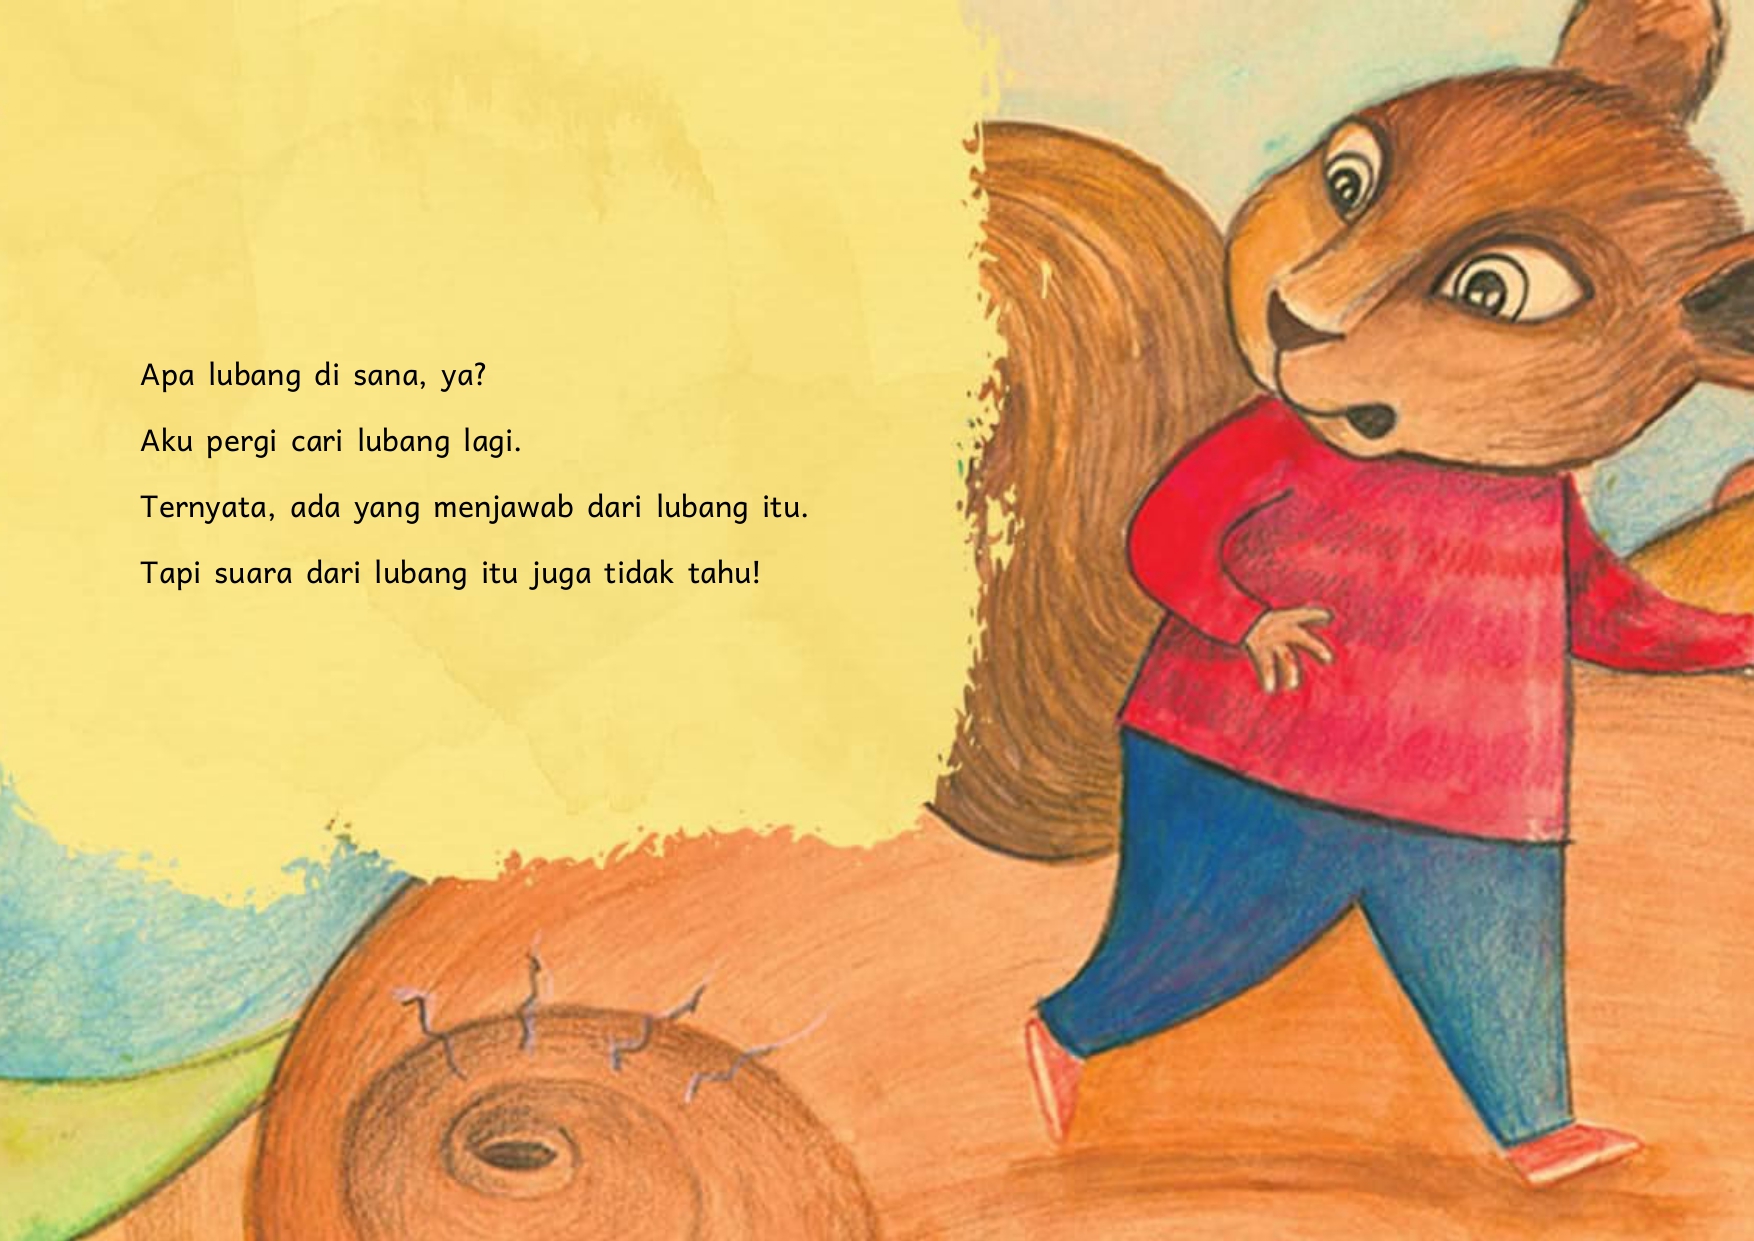 Apa lubang di sana, ya?
Aku pergi cari lubang lagi.
Ternyata, ada yang menjawab dari lubang itu.
Tapi suara dari lubang itu juga tidak tahu!